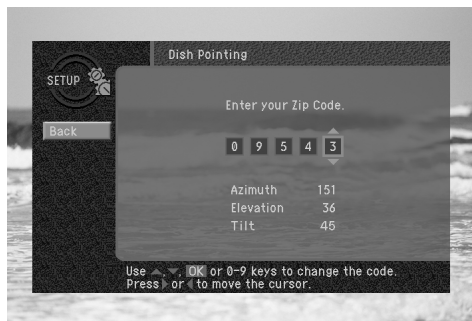 Dish Pointing
SETUP
Back
Enter your Zip Code.
0 9 5 4 3
Azimuth 151
Elevation 36
Tilt 45
Use ▲, ▼, OK or 0-9 keys to change the code.
Press ▶ or ◀ to move the cursor.